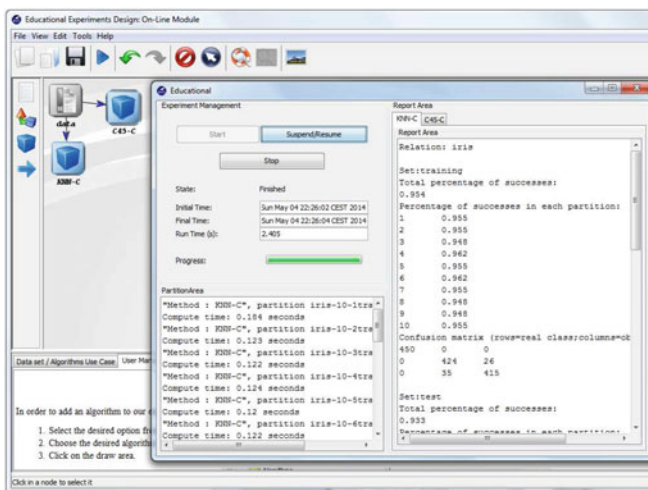 Educational Experiments Design: On-Line Module
File View Edit Tools Help
data
C45-C
KNN-C
Educational
Experiment Management
Start
Suspend/Resume
Stop
State: Finished
Initial Time: Sun May 04 22:26:02 CEST 2014
Final Time: Sun May 04 22:26:04 CEST 2014
Run Time (s): 2.405
Progress:
PartitionArea
"Method : KNN-C", partition iris-10-1tra
Compute time: 0.184 seconds
"Method : KNN-C", partition iris-10-2tra
Compute time: 0.123 seconds
"Method : KNN-C", partition iris-10-3tra
Compute time: 0.122 seconds
"Method : KNN-C", partition iris-10-4tra
Compute time: 0.124 seconds
"Method : KNN-C", partition iris-10-5tra
Compute time: 0.12 seconds
"Method : KNN-C", partition iris-10-6tra
Compute time: 0.122 seconds
Report Area
KNN-C C45-C
Report Area
Relation: iris
Set:training
Total percentage of successes:
0.954
Percentage of successes in each partition:
1 0.955
2 0.955
3 0.948
4 0.962
5 0.955
6 0.962
7 0.955
8 0.948
9 0.948
10 0.955
Confusion matrix (rows=real class;columns=ob
450 0 0
0 424 26
0 35 415
Set:test
Total percentage of successes:
0.933
Percentage of successes in each partition:
Data set / Algorithms Use Case User Man
In order to add an algorithm to our e
1. Select the desired option fr
2. Choose the desired algorith
3. Click on the draw area.
Click in a node to select it